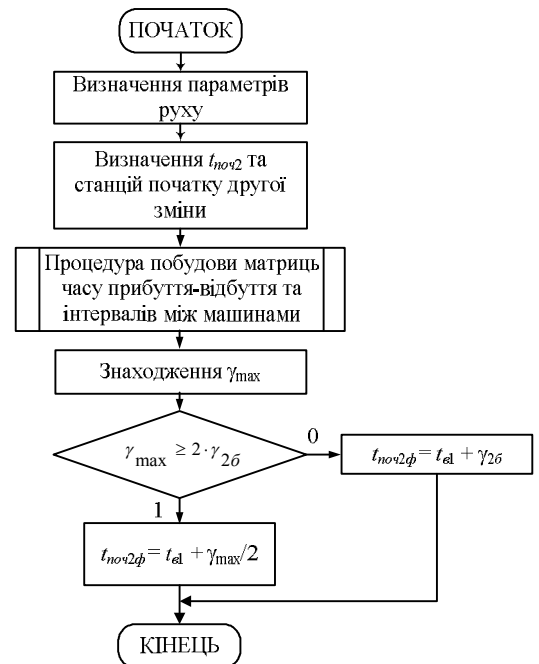 ПОЧАТОК
Визначення параметрів
руху
Визначення tпоч2 та
станцій початку другої
зміни
Процедура побудови матриць
часу прибуття-відбуття та
інтервалів між машинами
Знаходження γmax
γmax ≥ 2·γ2б
0
tпоч2ф = tв1 + γ2б
1
tпоч2ф = tв1 + γmax/2
КІНЕЦЬ